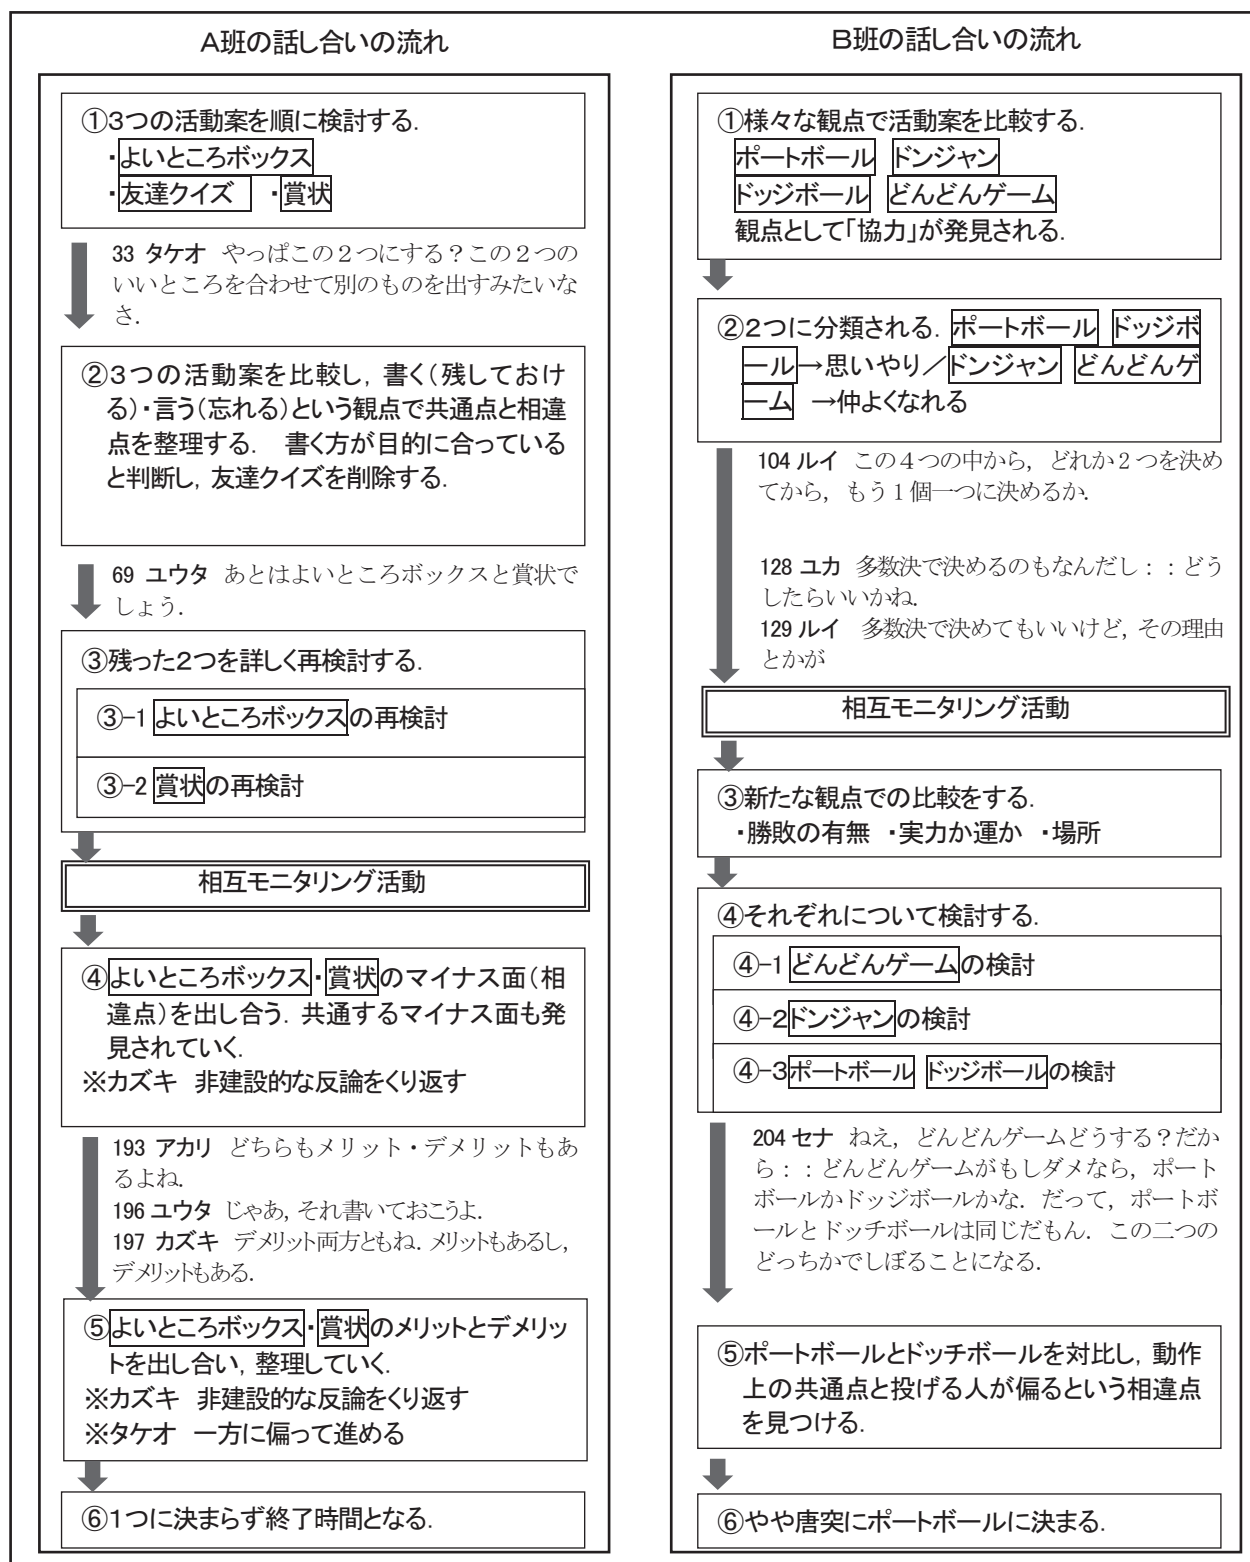 A班の話し合いの流れ
①3つの活動案を順に検討する.
・よいところボックス
・友達クイズ ・賞状
33 タケオ やっぱこの2つにする?この2つの
いいところを合わせて別のものを出すみたいな
さ.
②3つの活動案を比較し,書く(残しておけ
る)・言う(忘れる)という観点で共通点と相違
点を整理する. 書く方が目的に合っている
と判断し,友達クイズを削除する.
69 ユウタ あとはよいところボックスと賞状で
しょう.
③残った2つを詳しく再検討する.
③-1 よいところボックスの再検討
③-2 賞状の再検討
相互モニタリング活動
④よいところボックス・賞状のマイナス面(相
違点)を出し合う.共通するマイナス面も発
見されていく.
※カズキ 非建設的な反論をくり返す
193 アカリ どちらもメリット・デメリットもあ
るよね.
196 ユウタ じゃあ,それ書いておこうよ.
197 カズキ デメリット両方ともね.メリットもあるし,
デメリットもある.
⑤よいところボックス・賞状のメリットとデメリッ
トを出し合い,整理していく.
※カズキ 非建設的な反論をくり返す
※タケオ 一方に偏って進める
⑥1つに決まらず終了時間となる.
B班の話し合いの流れ
①様々な観点で活動案を比較する.
ポートボール ドンジャン
ドッジボール どんどんゲーム
観点として「協力」が発見される.
②2つに分類される. ポートボール ドッジボ
ール→思いやり/ドンジャン どんどんゲ
ーム →仲よくなれる
104 ルイ この4つの中から, どれか2つを決め
てから, もう1個一つに決めるか.
128 ユカ 多数決で決めるのもなんだし::どう
したらいいかね.
129 ルイ 多数決で決めてもいいけど,その理由
とかが
相互モニタリング活動
③新たな観点での比較をする.
・勝敗の有無 ・実力か運か ・場所
④それぞれについて検討する.
④-1 どんどんゲームの検討
④-2ドンジャンの検討
④-3ポートボール ドッジボールの検討
204 セナ ねえ,どんどんゲームどうする?だか
ら::どんどんゲームがもしダメなら,ポート
ボールかドッジボールかな.だって,ポートボ
ールとドッチボールは同じだもん. この二つの
どっちかでしぼることになる.
⑤ポートボールとドッチボールを対比し,動作
上の共通点と投げる人が偏るという相違点
を見つける.
⑥やや唐突にポートボールに決まる.